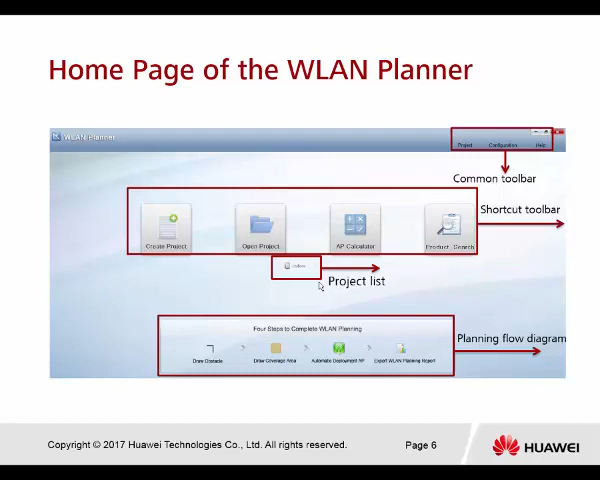 Home Page of the WLAN Planner
WLAN Planner
Project Configuration Help
Common toolbar
Shortcut toolbar
Create Project Open Project AP Calculator Product Search
Project list
Four Steps to Complete WLAN Planning
Planning flow diagram
Draw Obstacle Draw Coverage Area Automatic Deployment AP Export WLAN Planning Report
Copyright © 2017 Huawei Technologies Co., Ltd. All rights reserved.
Page 6
HUAWEI